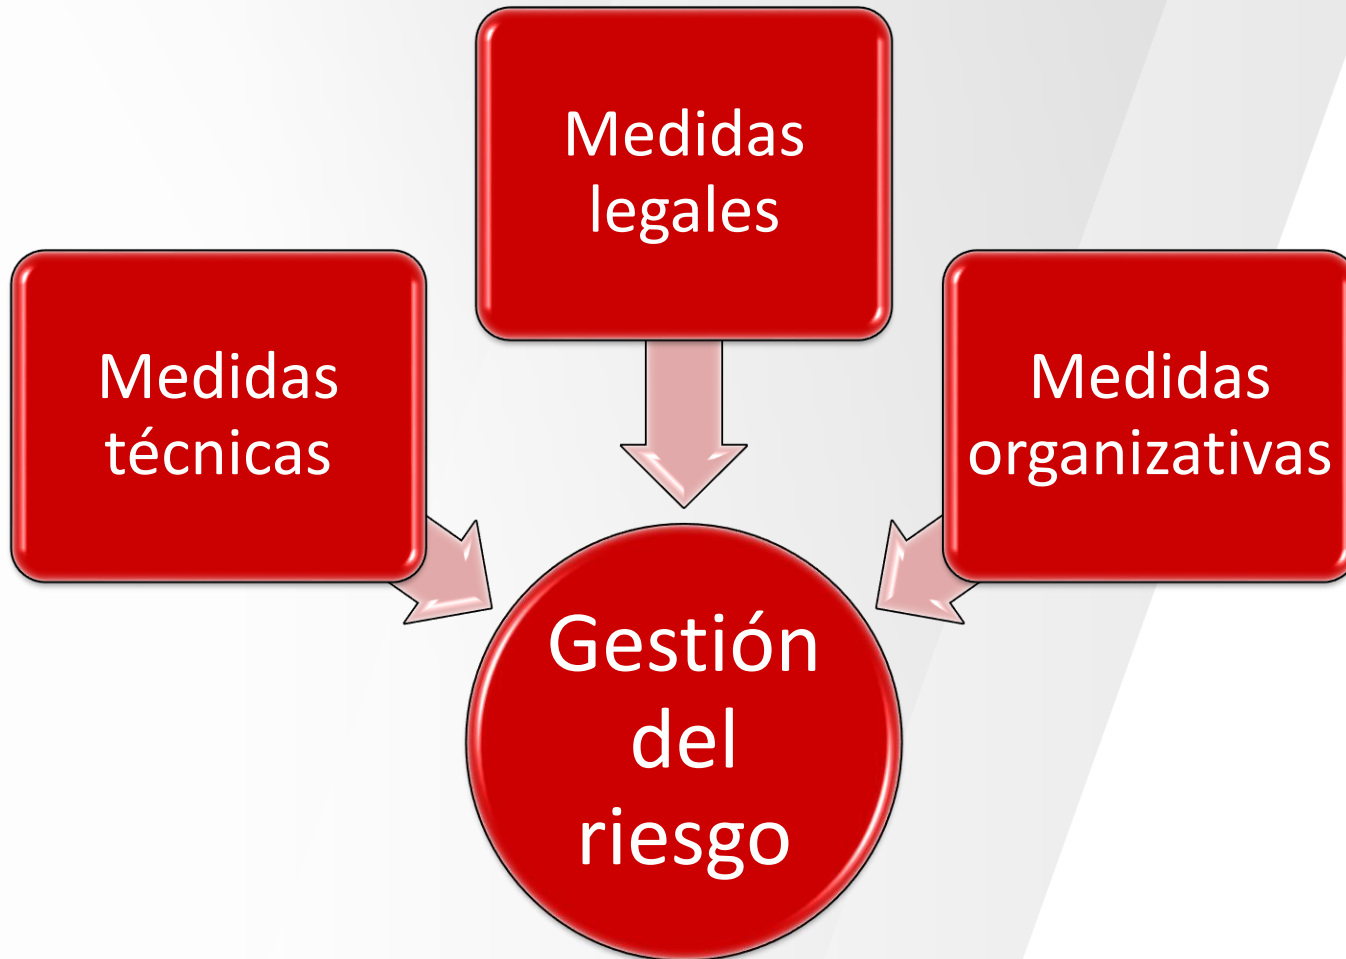 Medidas
legales
Medidas
técnicas
Medidas
organizativas
Gestión
del
riesgo